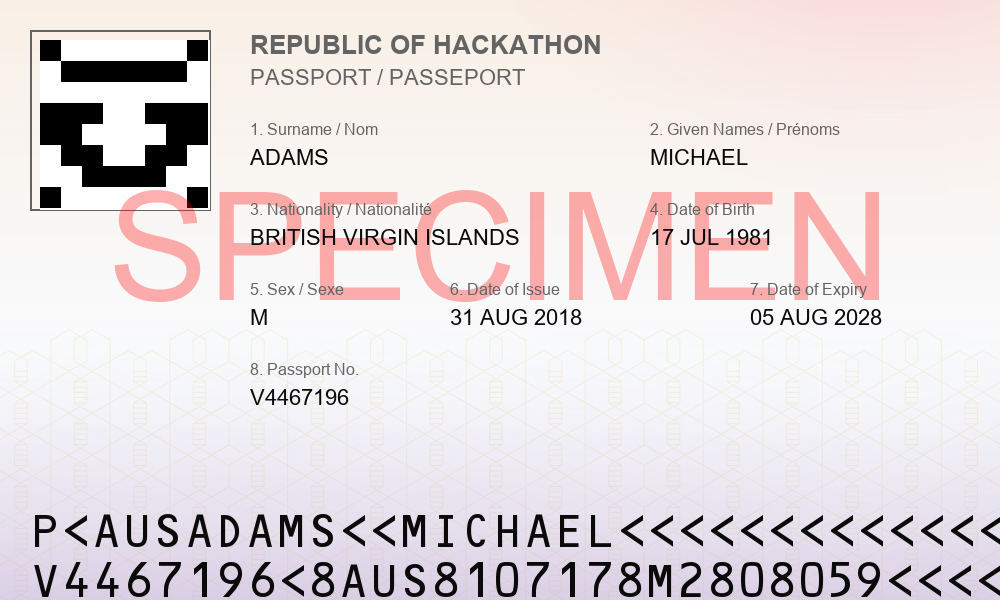 REPUBLIC OF HACKATHON
PASSPORT / PASSEPORT
1. Surname / Nom
2. Given Names / Prénoms
ADAMS
MICHAEL
SPECIMEN
3. Nationality / Nationalité
4. Date of Birth
BRITISH VIRGIN ISLANDS
17 JUL 1981
5. Sex / Sexe
6. Date of Issue
7. Date of Expiry
M
31 AUG 2018
05 AUG 2028
8. Passport No.
V4467196
P<AUSADAMS<<MICHAEL<<<<<<<<<<<<<
V4467196<8AUS8107178M2808059<<<<